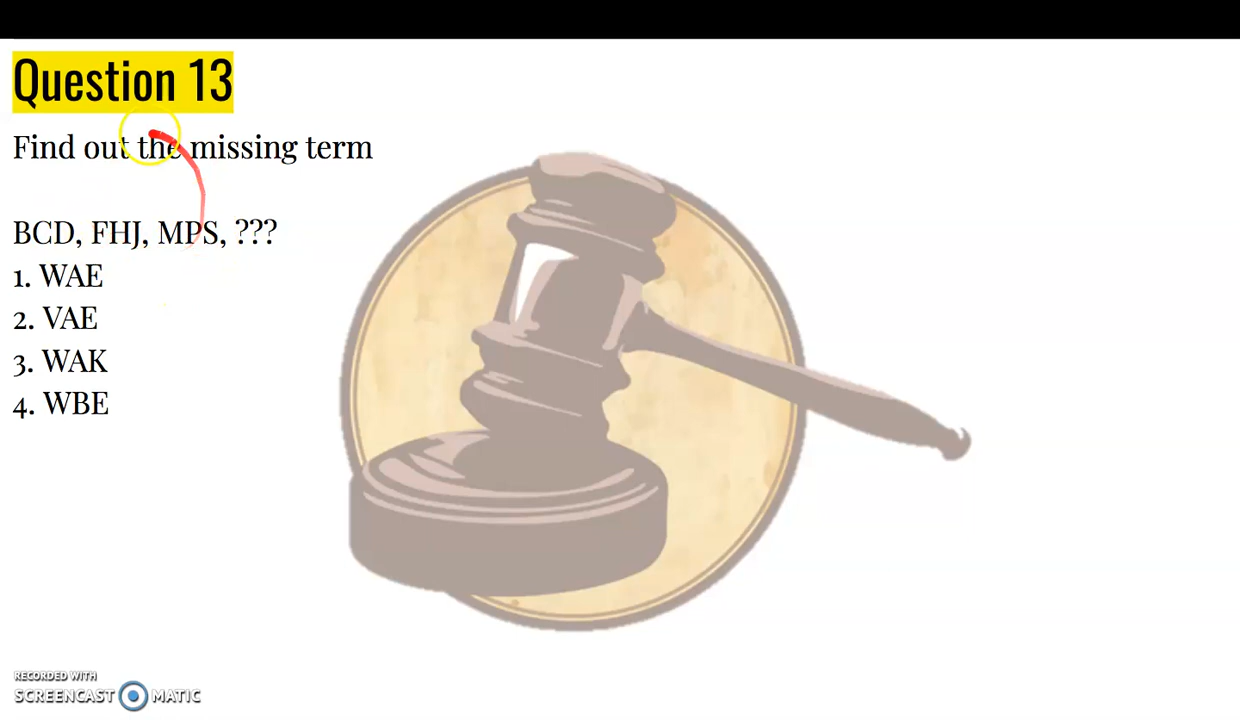 Question 13
Find out the missing term
BCD, FHJ, MPS, ???
1. WAE
2. VAE
3. WAK
4. WBE
RECORDED WITH
SCREENCAST MATIC